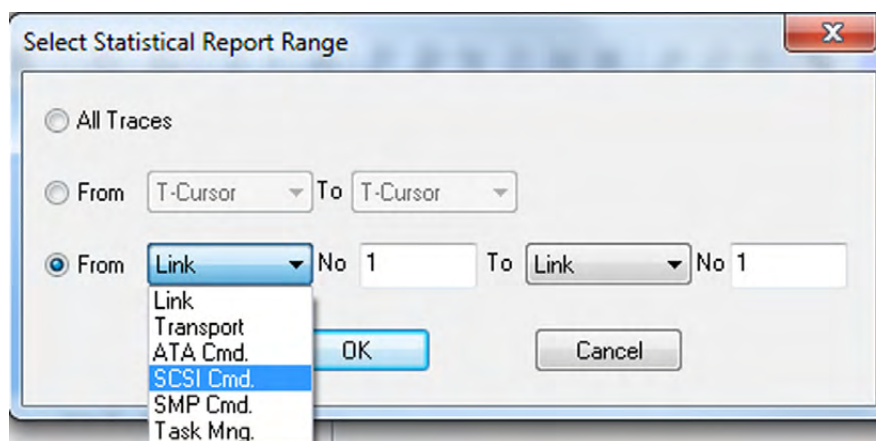 Select Statistical Report Range
All Traces
From T-Cursor To T-Cursor
From Link No 1 To Link No 1
Link
Transport
ATA Cmd.
SCSI Cmd.
SMP Cmd.
Task Mng.
OK Cancel